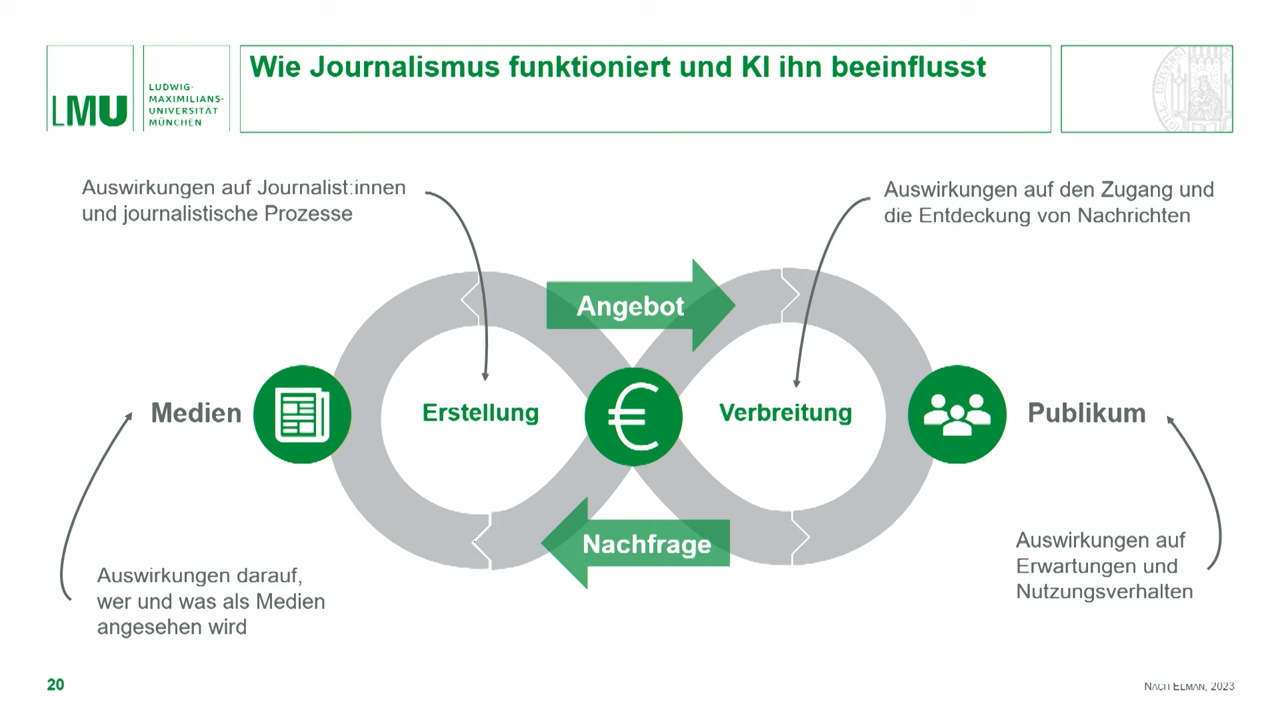 LMU
LUDWIG-
MAXIMILIANS-
UNIVERSITÄT
MÜNCHEN
Wie Journalismus funktioniert und KI ihn beeinflusst
Auswirkungen auf Journalist:innen
und journalistische Prozesse
Auswirkungen auf den Zugang und
die Entdeckung von Nachrichten
Angebot
Medien
Erstellung
€
Verbreitung
Publikum
Nachfrage
Auswirkungen auf
Erwartungen und
Nutzungsverhalten
Auswirkungen darauf,
wer und was als Medien
angesehen wird
20
NACH ELMAN, 2023